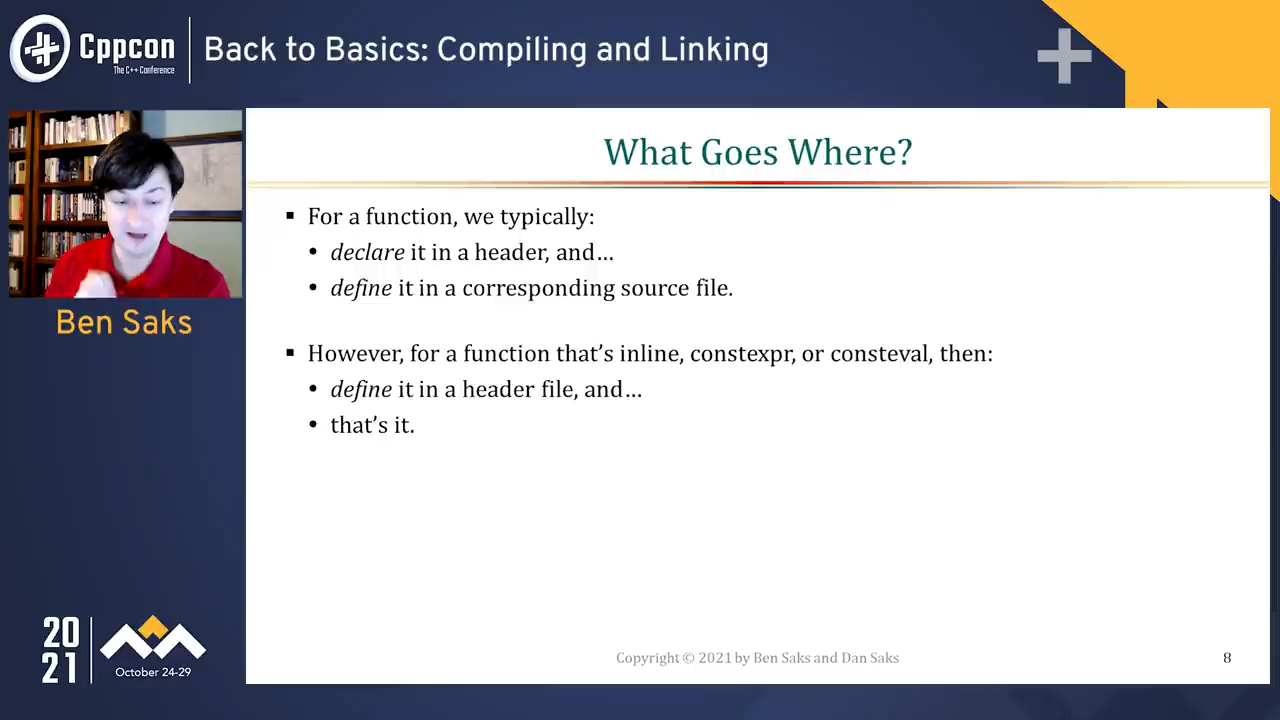 Cppcon
The C++ Conference
Back to Basics: Compiling and Linking
Ben Saks
What Goes Where?
▪ For a function, we typically:
• declare it in a header, and…
• define it in a corresponding source file.
▪ However, for a function that’s inline, constexpr, or consteval, then:
• define it in a header file, and…
• that’s it.
20
21
October 24-29
Copyright © 2021 by Ben Saks and Dan Saks
8